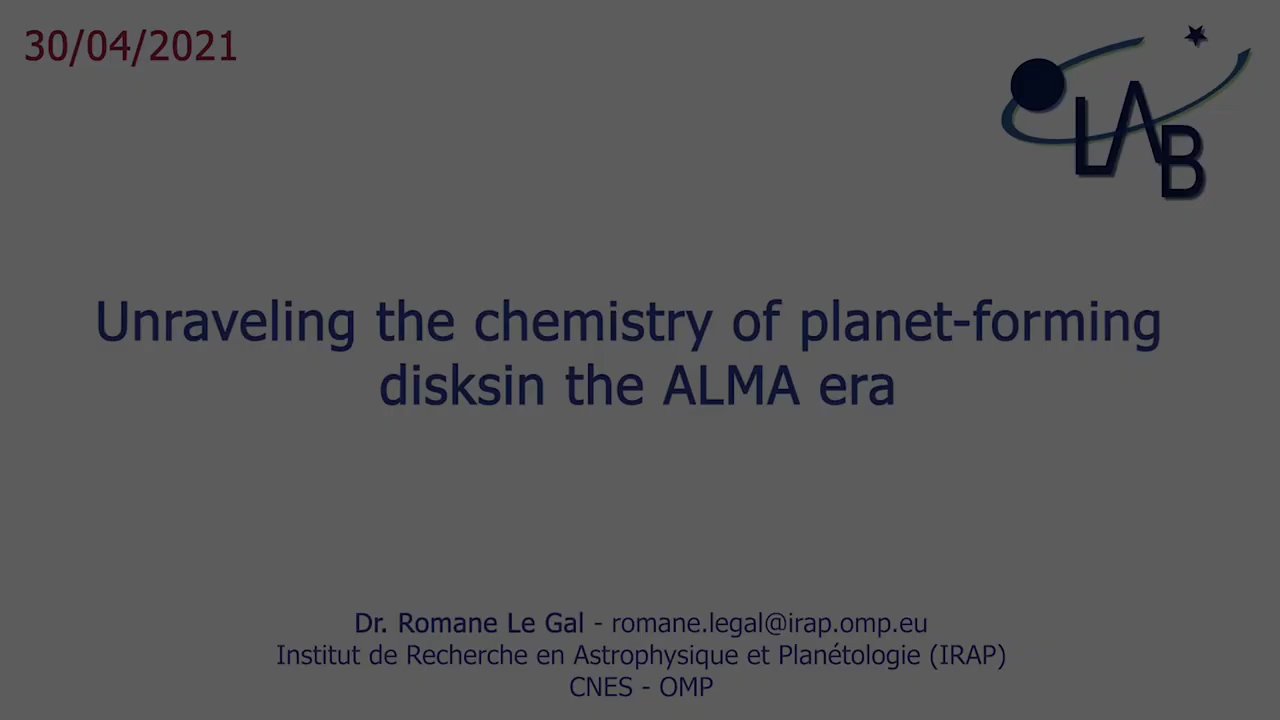 30/04/2021
LAB
Unraveling the chemistry of planet-forming
disksin the ALMA era
Dr. Romane Le Gal - romane.legal@irap.omp.eu
Institut de Recherche en Astrophysique et Planétologie (IRAP)
CNES - OMP